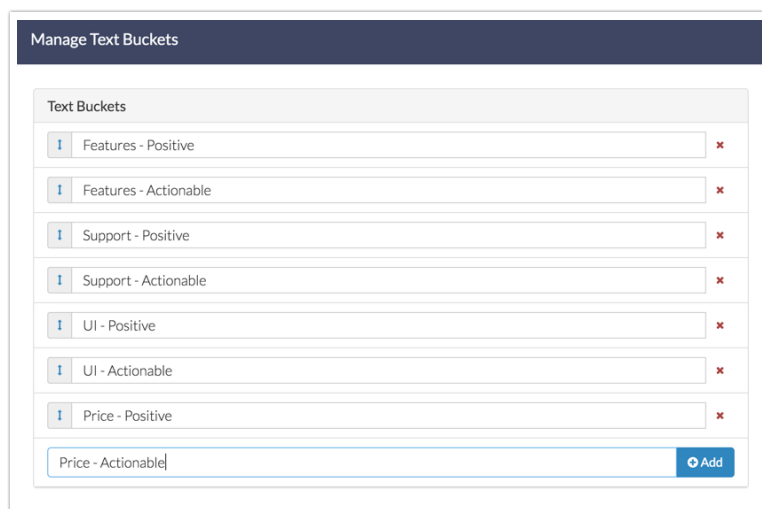 Manage Text Buckets
Text Buckets
Features - Positive
Features - Actionable
Support - Positive
Support - Actionable
UI - Positive
UI - Actionable
Price - Positive
Price - Actionable
Add